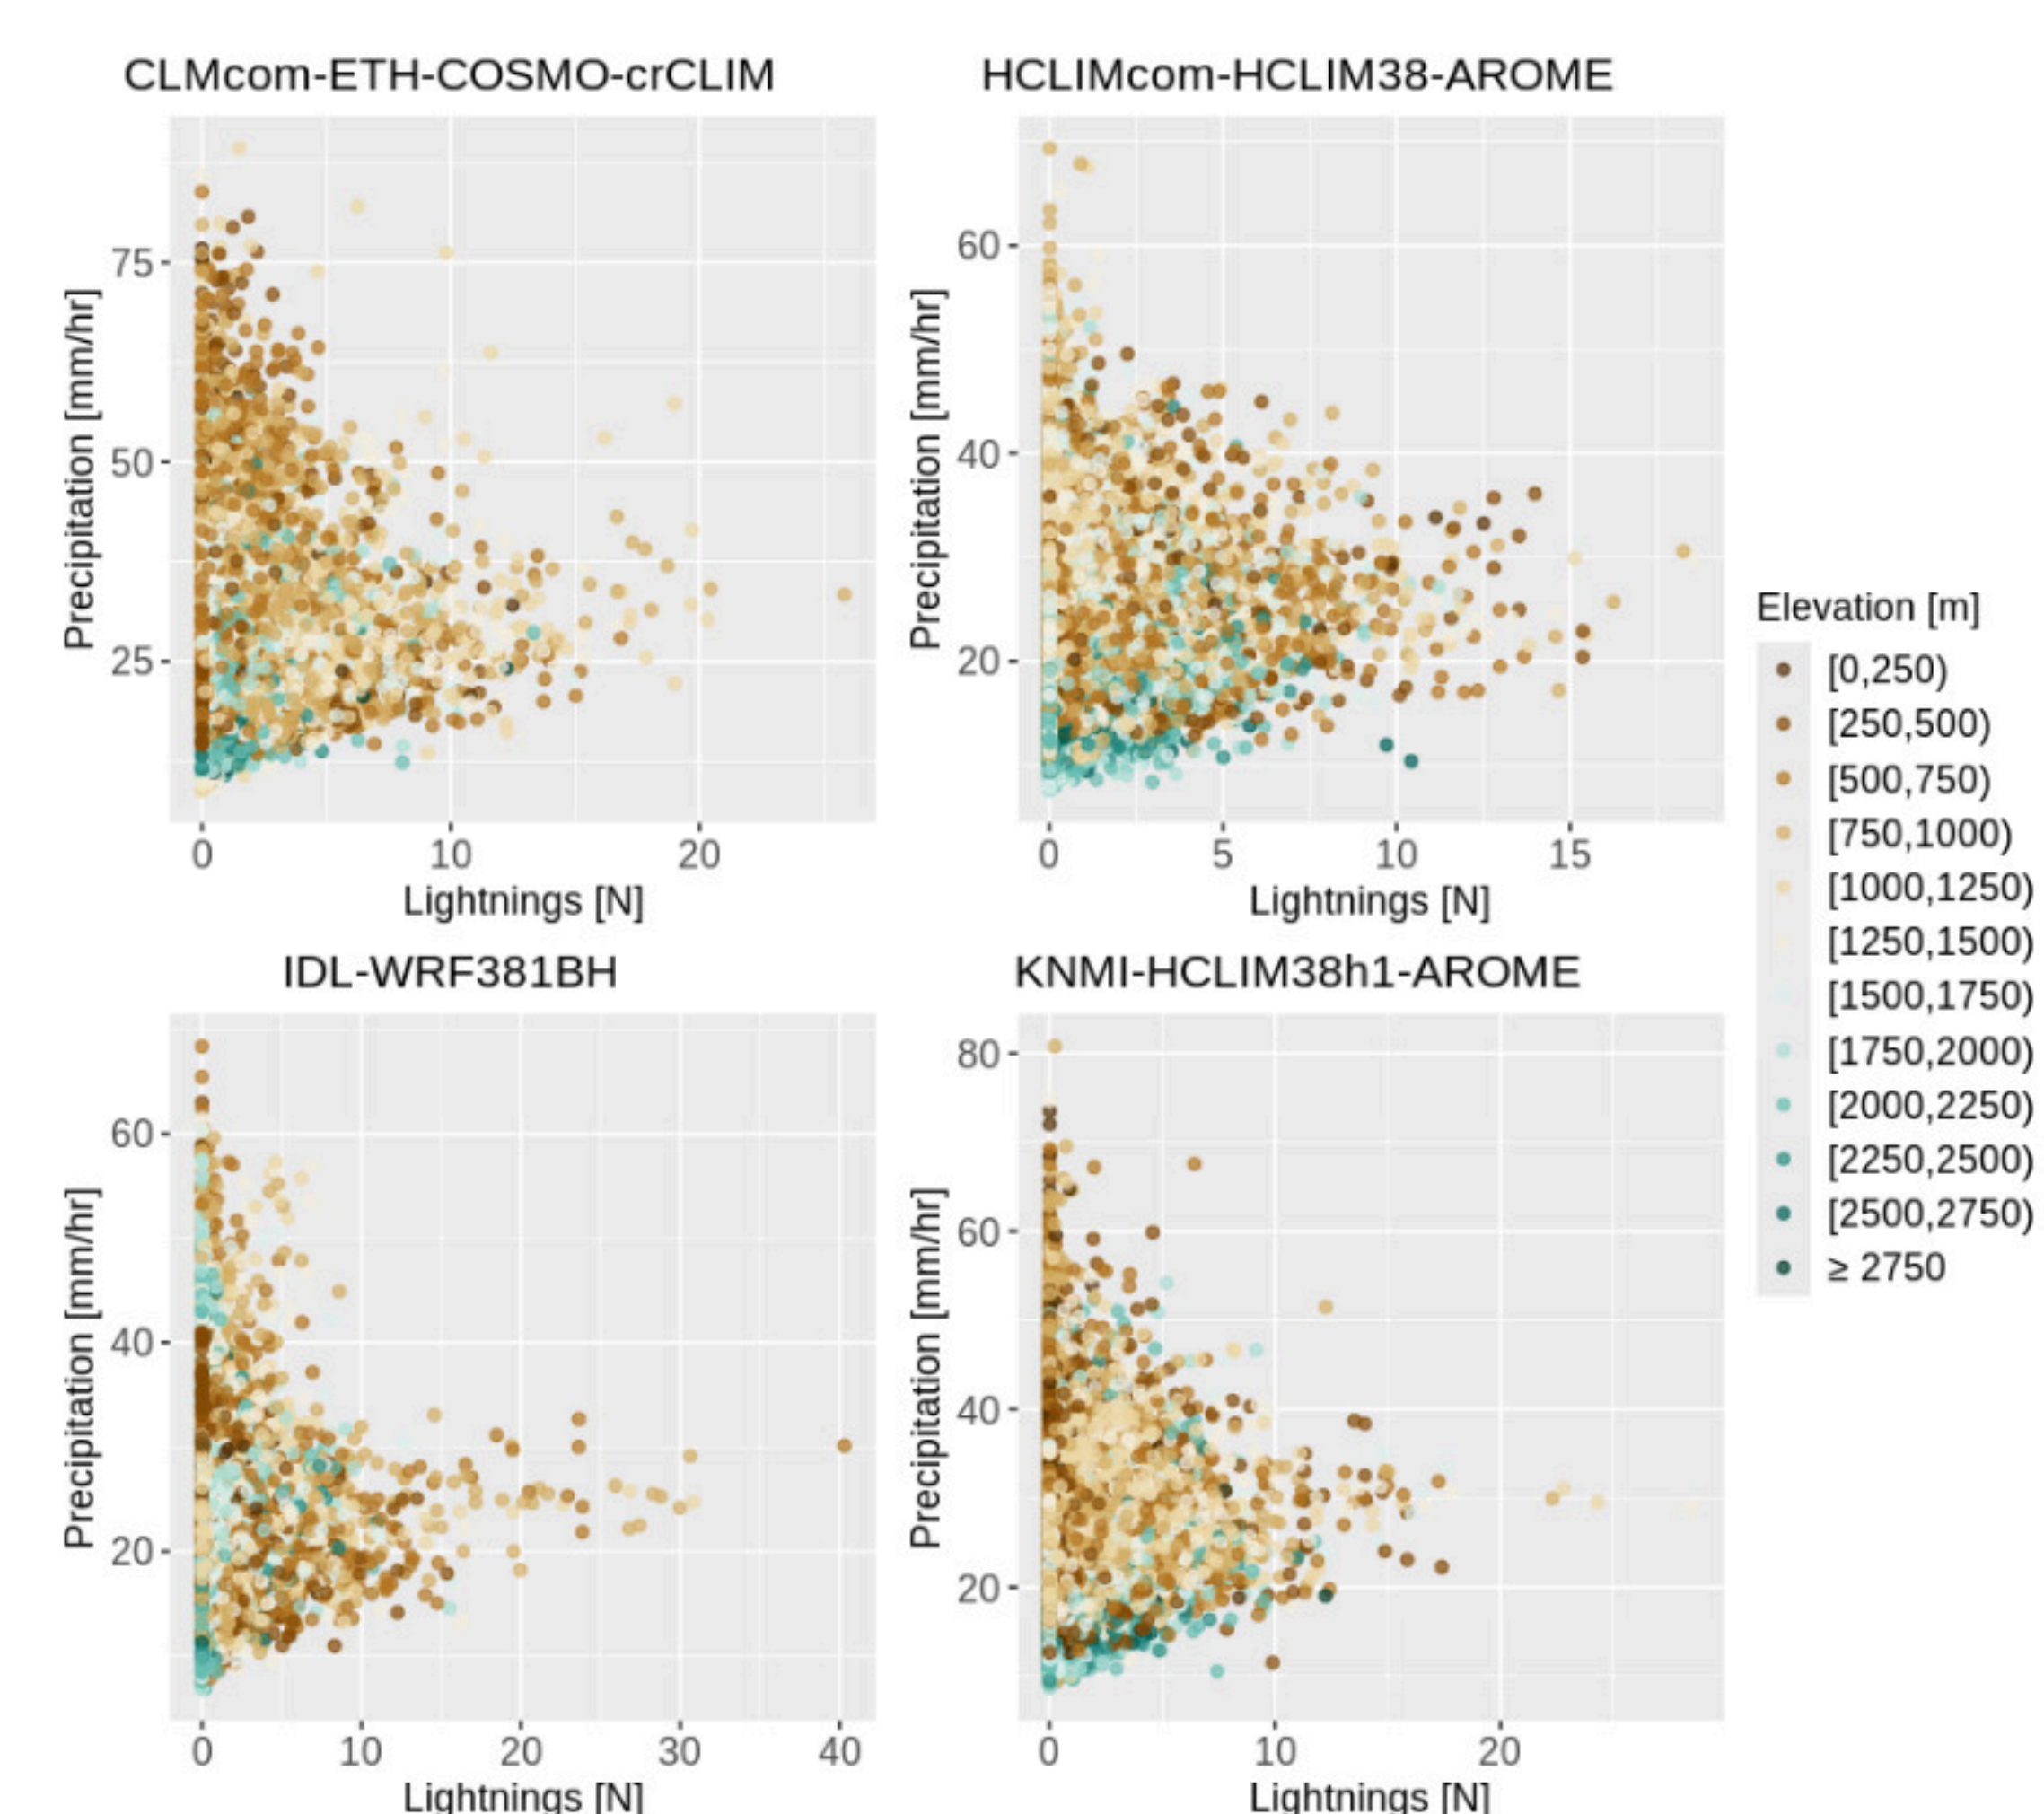 CLMcom-ETH-COSMO-crCLIM
Precipitation [mm/hr]
75
50
25
0 10 20
Lightnings [N]
HCLIMcom-HCLIM38-AROME
Precipitation [mm/hr]
60
40
20
0 5 10 15
Lightnings [N]
IDL-WRF381BH
Precipitation [mm/hr]
60
40
20
0 10 20 30 40
Lightnings [N]
KNMI-HCLIM38h1-AROME
Precipitation [mm/hr]
80
60
40
20
0 10 20
Lightnings [N]
Elevation [m]
[0,250)
[250,500)
[500,750)
[750,1000)
[1000,1250)
[1250,1500)
[1500,1750)
[1750,2000)
[2000,2250)
[2250,2500)
[2500,2750)
≥ 2750